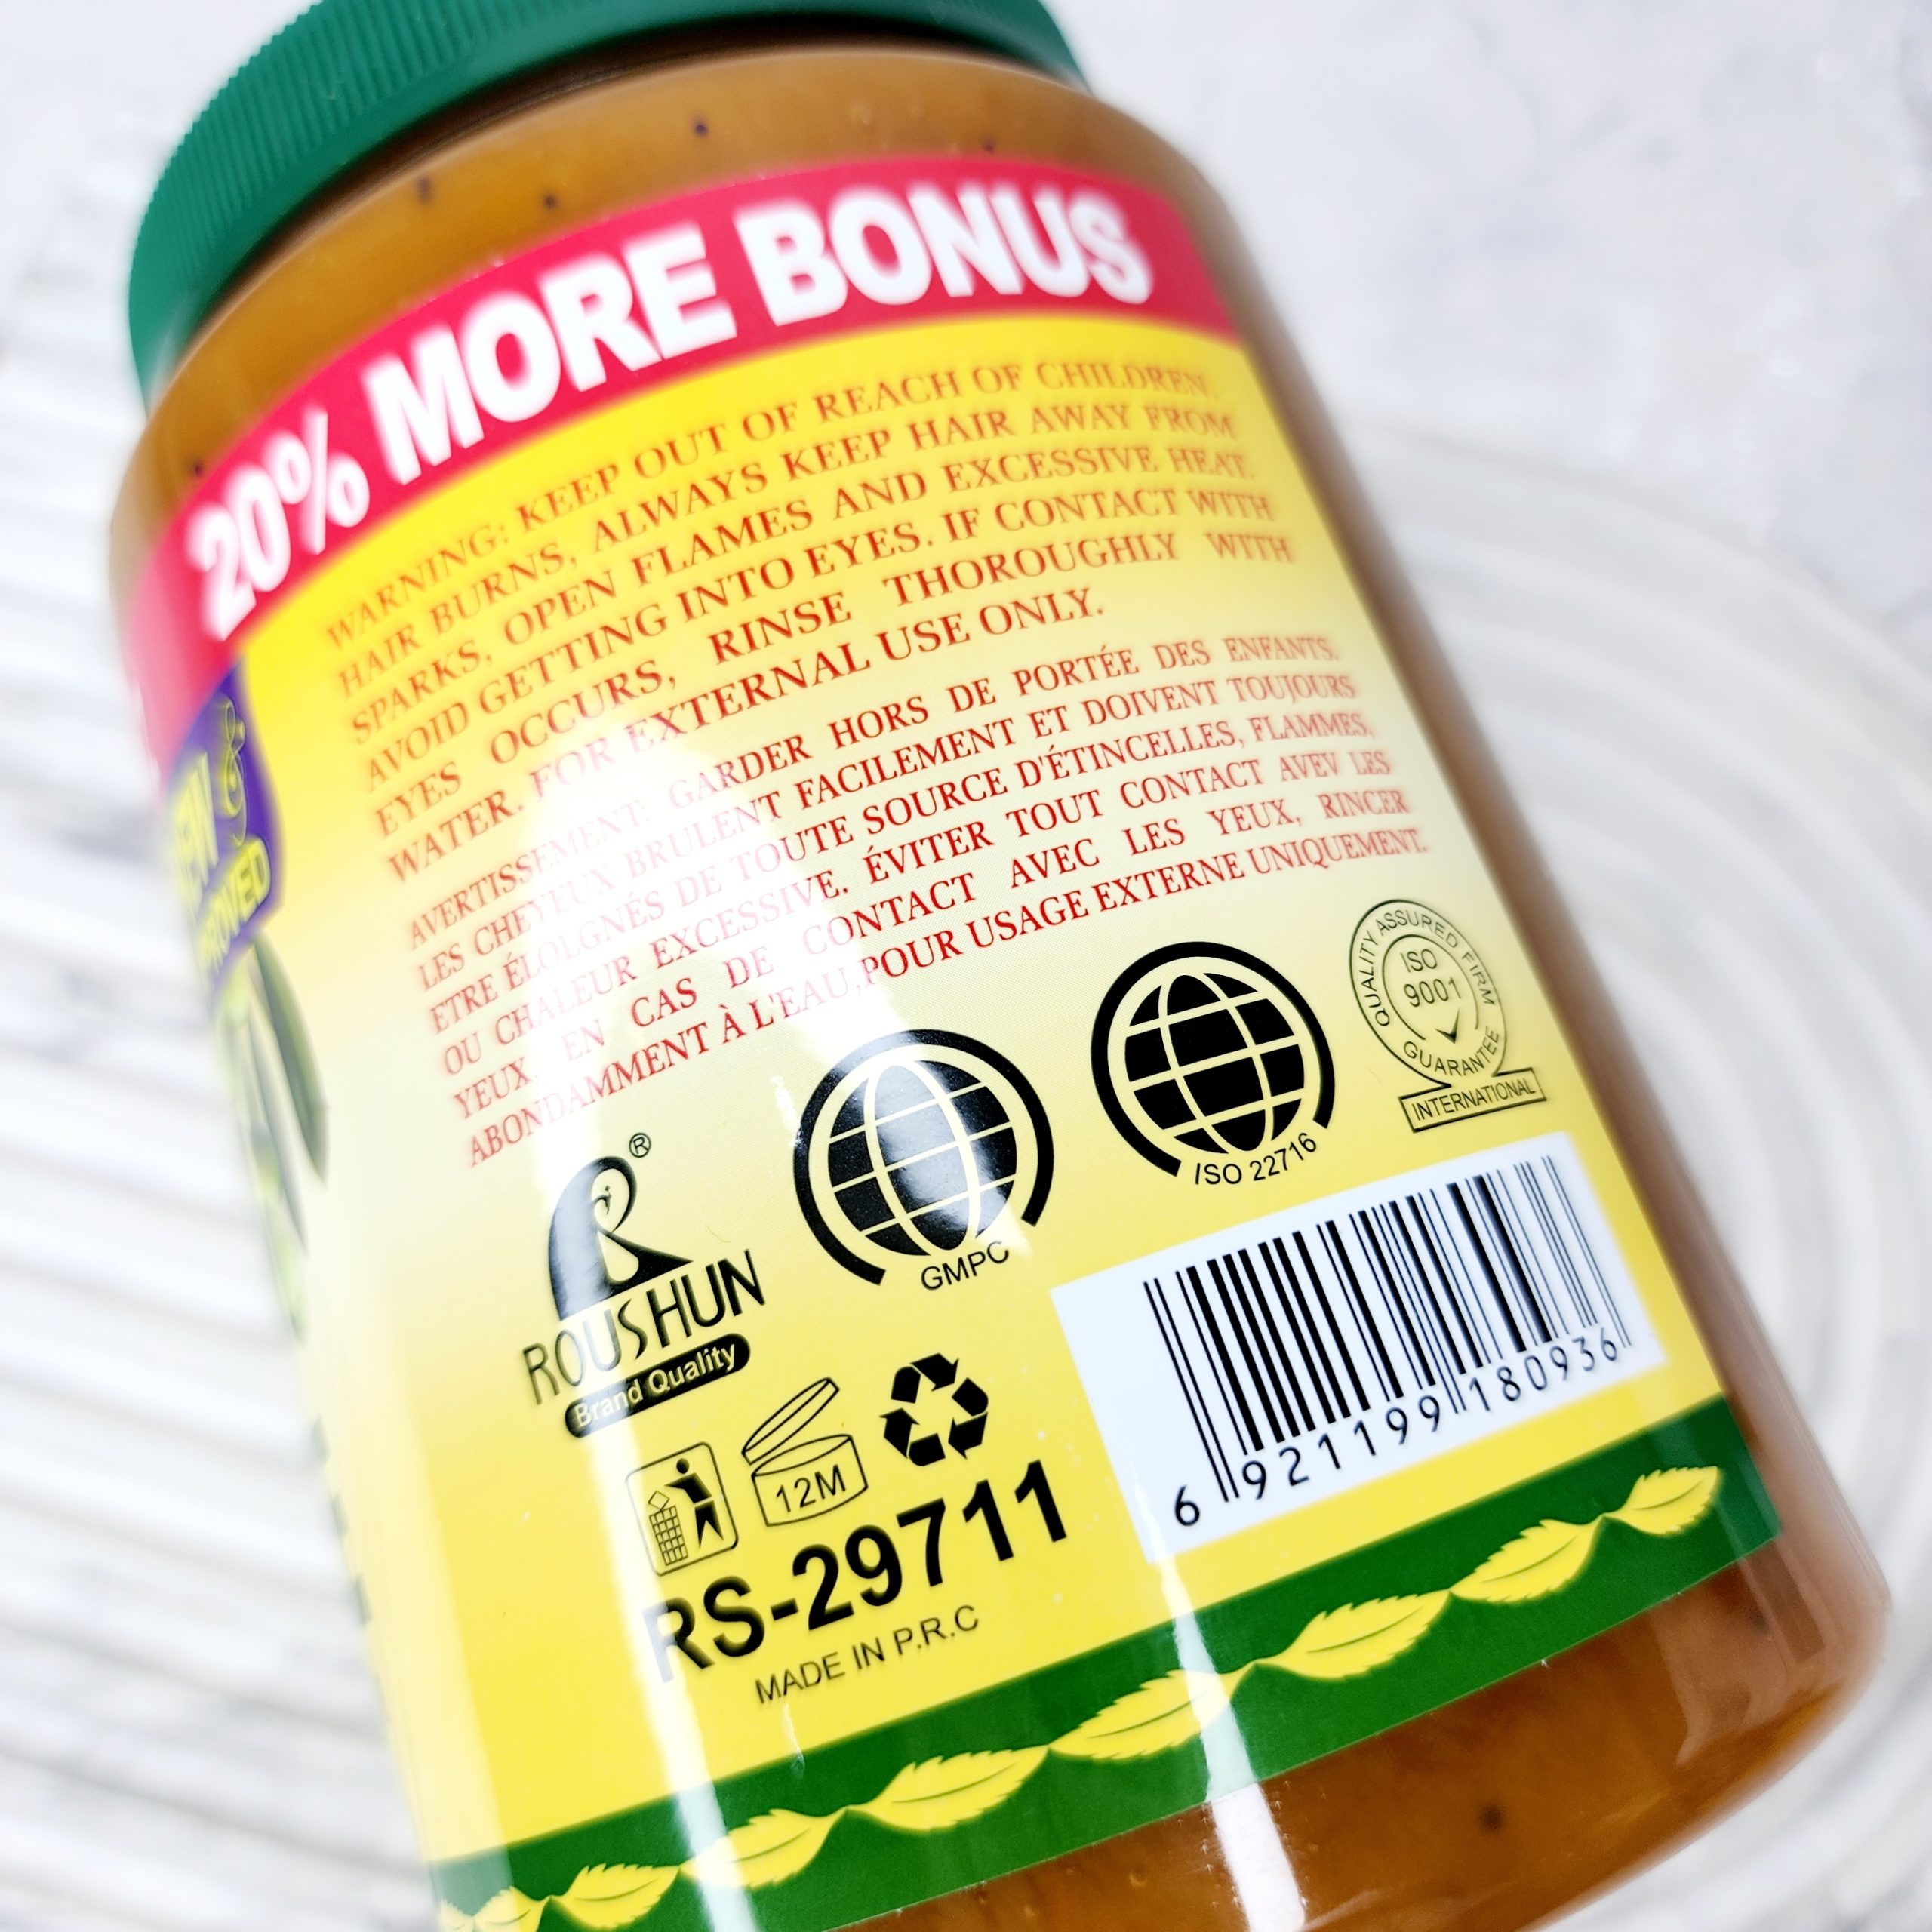 20% MORE BONUS
WARNING: KEEP OUT OF REACH OF CHILDREN.
HAIR BURNS, ALWAYS KEEP HAIR AWAY FROM
SPARKS, OPEN FLAMES AND EXCESSIVE HEAT.
AVOID GETTING INTO EYES. IF CONTACT WITH
EYES OCCURS, RINSE THOROUGHLY WITH
WATER. FOR EXTERNAL USE ONLY.
AVERTISSEMENT: GARDER HORS DE PORTÉE DES ENFANTS.
LES CHEYEUX BRULENT FACILEMENT ET DOIVENT TOUJOURS
ETRE ÉLOLGNÉS DE TOUTE SOURCE D'ÉTINCELLES, FLAMMES,
OU CHALEUR EXCESSIVE. ÉVITER TOUT CONTACT AVEV LES
YEUX. EN CAS DE CONTACT AVEC LES YEUX, RINCER
ABONDAMMENT À L'EAU,POUR USAGE EXTERNE UNIQUEMENT.
QUALITY ASSURED FIRM
ISO
9001
GUARANTEE
INTERNATIONAL
ISO 22716
GMPC
®
ROUSHUN
Brand Quality
12M
RS-29711
MADE IN P.R.C
6 921199 180936
&